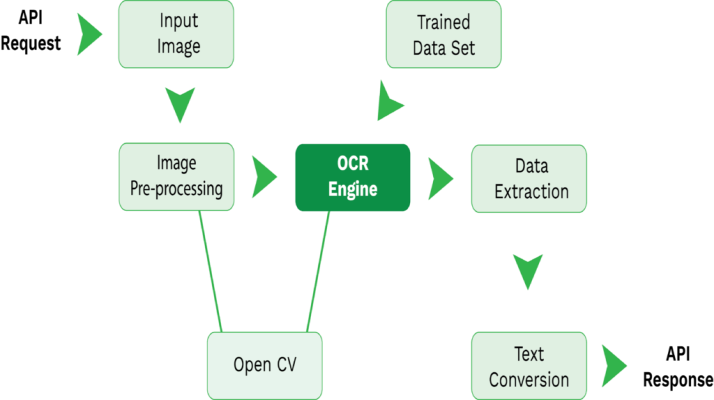 API
Request
Input
Image
Trained
Data Set
Image
Pre-processing
OCR
Engine
Data
Extraction
Open CV
Text
Conversion
API
Response